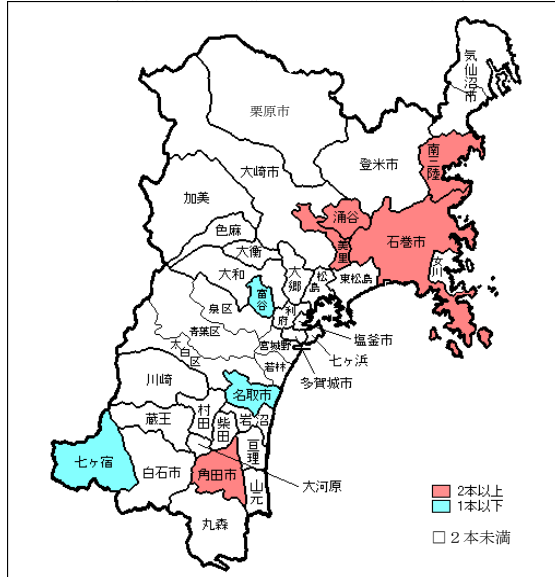 気仙沼市
栗原市
南三陸
登米市
大崎市
加美
涌谷
石巻市
色麻
美里
女川
大衡
大郷
松島
東松島
大和
富谷
利府
泉区
塩釜市
青葉区
宮城野
七ヶ浜
太白区
若林
多賀城市
川崎
名取市
村田
柴田
岩沼
蔵王
亘理
七ヶ宿
白石市
角田市
山元
大河原
丸森
2本以上
1本以下
□２本未満